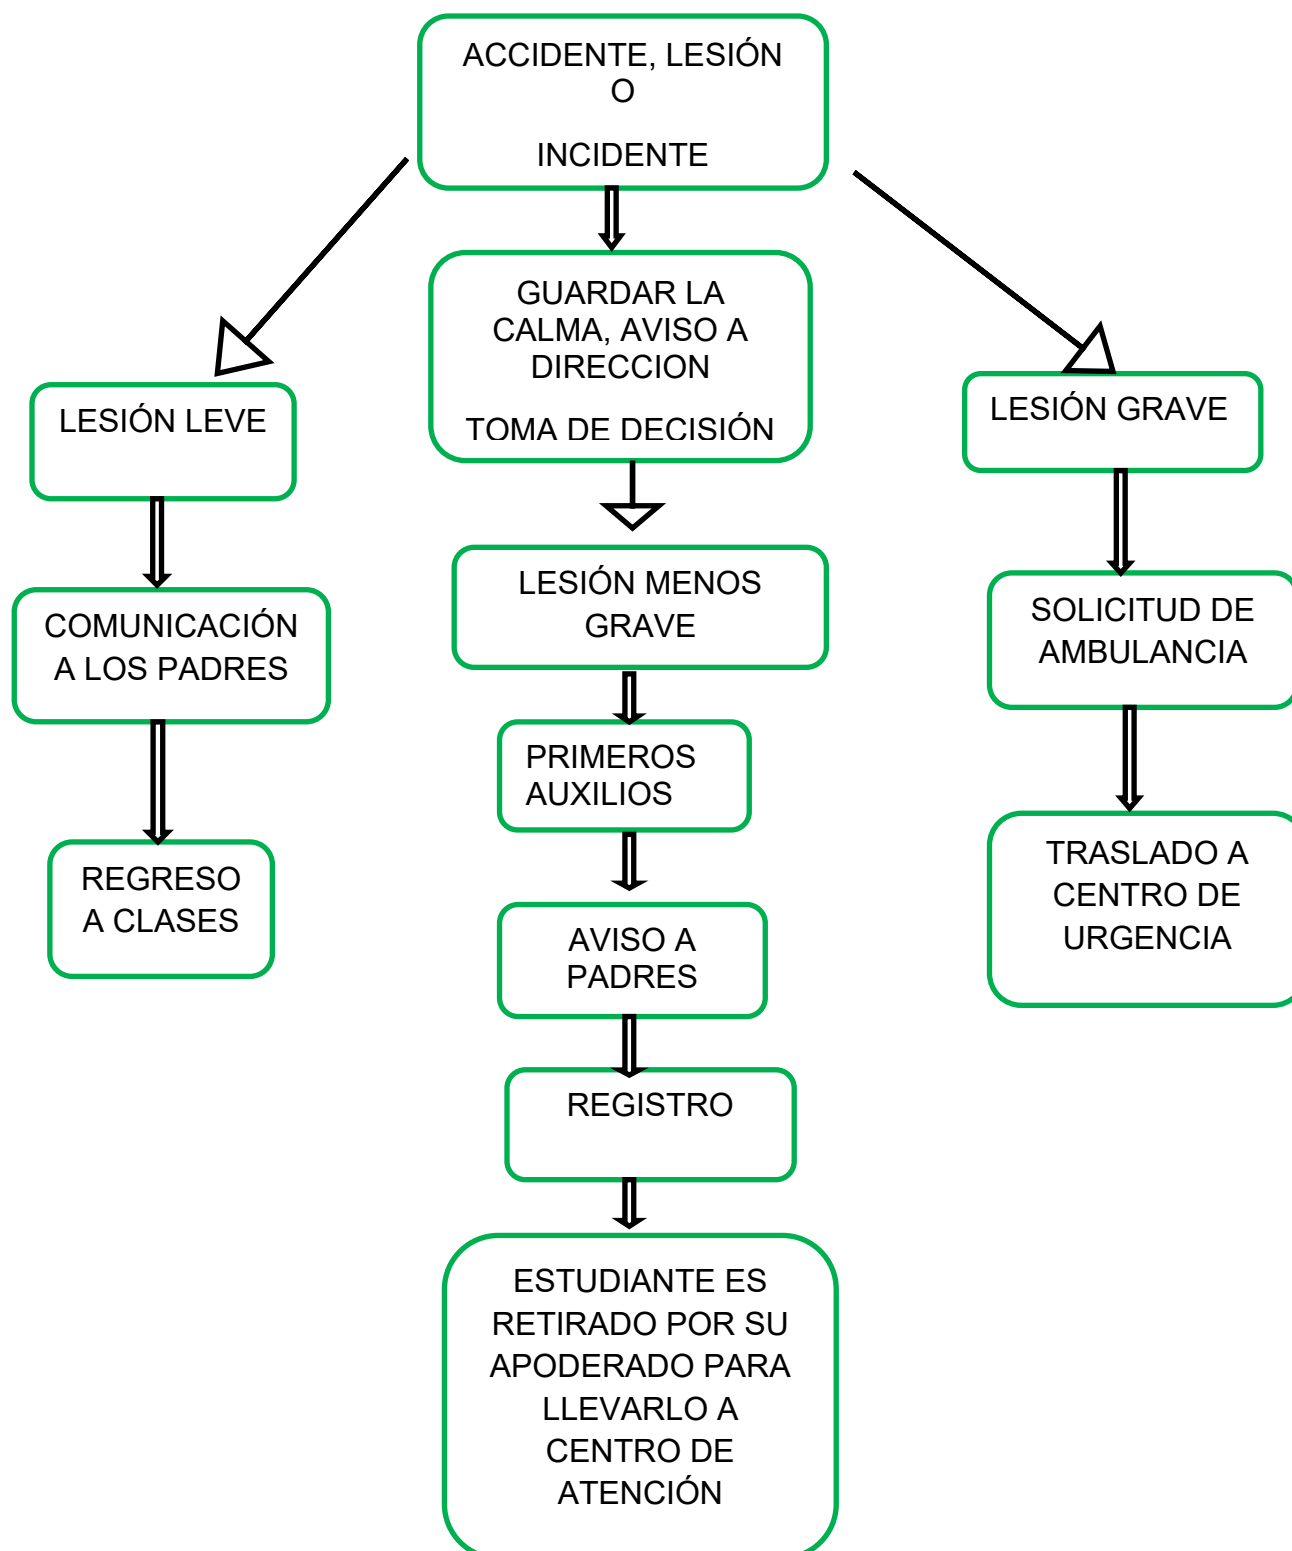 ACCIDENTE, LESIÓN
O
INCIDENTE
GUARDAR LA
CALMA, AVISO A
DIRECCION
TOMA DE DECISIÓN
LESIÓN LEVE
LESIÓN GRAVE
LESIÓN MENOS
GRAVE
COMUNICACIÓN
A LOS PADRES
SOLICITUD DE
AMBULANCIA
PRIMEROS
AUXILIOS
REGRESO
A CLASES
TRASLADO A
CENTRO DE
URGENCIA
AVISO A
PADRES
REGISTRO
ESTUDIANTE ES
RETIRADO POR SU
APODERADO PARA
LLEVARLO A
CENTRO DE
ATENCIÓN